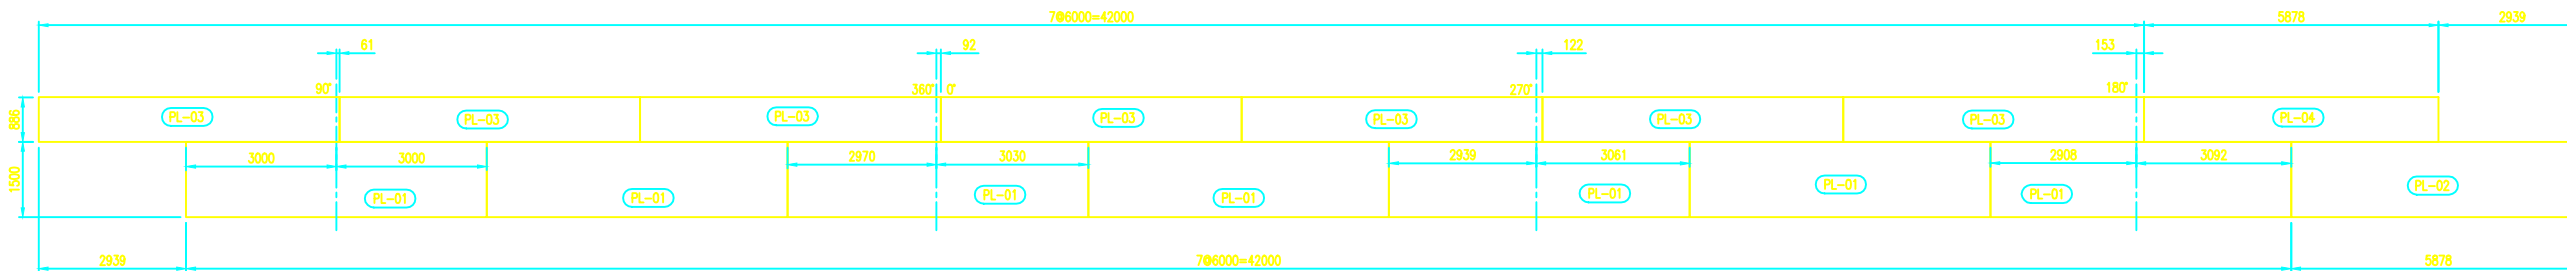 7@6000=42000 5878 2939
61 92 122 153
90° 360° 0° 270° 180°
886 PL-03 PL-03 PL-03 PL-03 PL-03 PL-03 PL-03 PL-04
3000 3000 2970 3030 2939 3061 2908 3092
1500 PL-01 PL-01 PL-01 PL-01 PL-01 PL-01 PL-01 PL-02
2939 7@6000=42000 5878